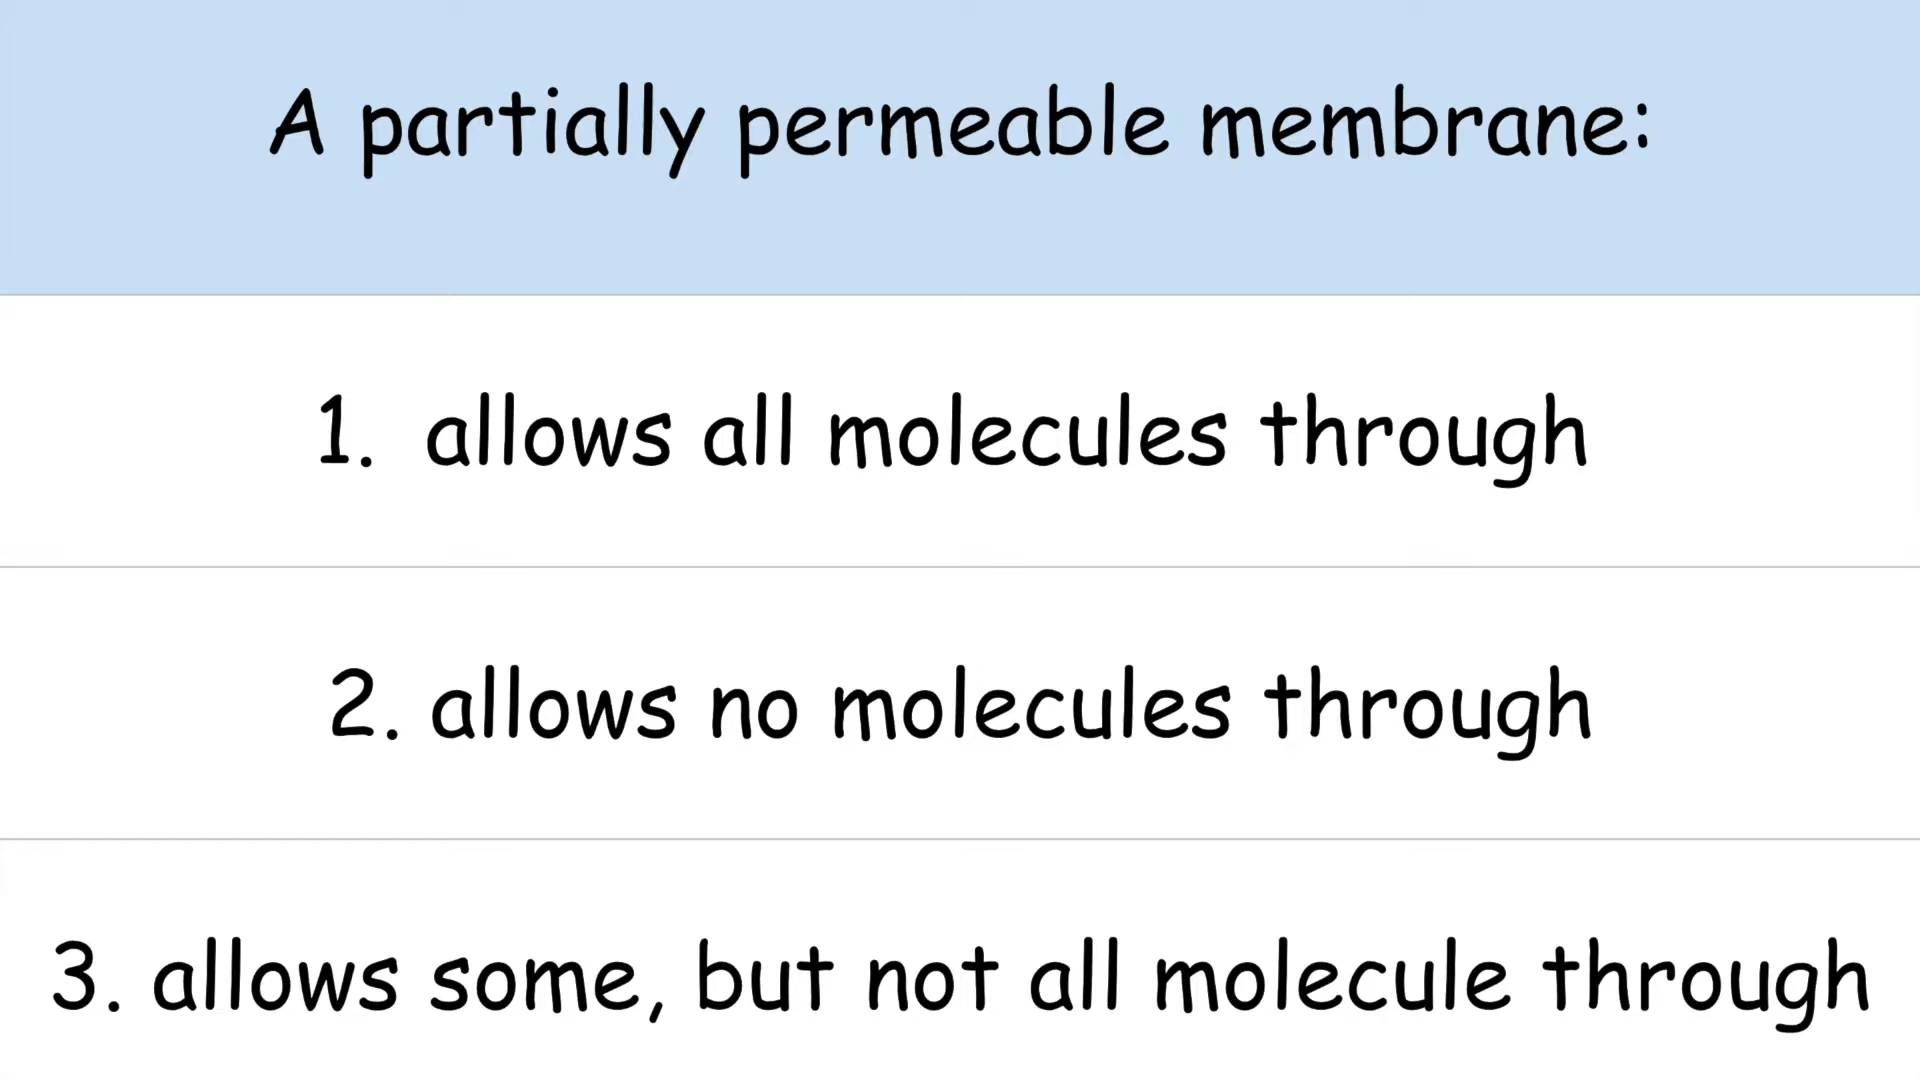 A partially permeable membrane:
1. allows all molecules through
2. allows no molecules through
3. allows some, but not all molecule through